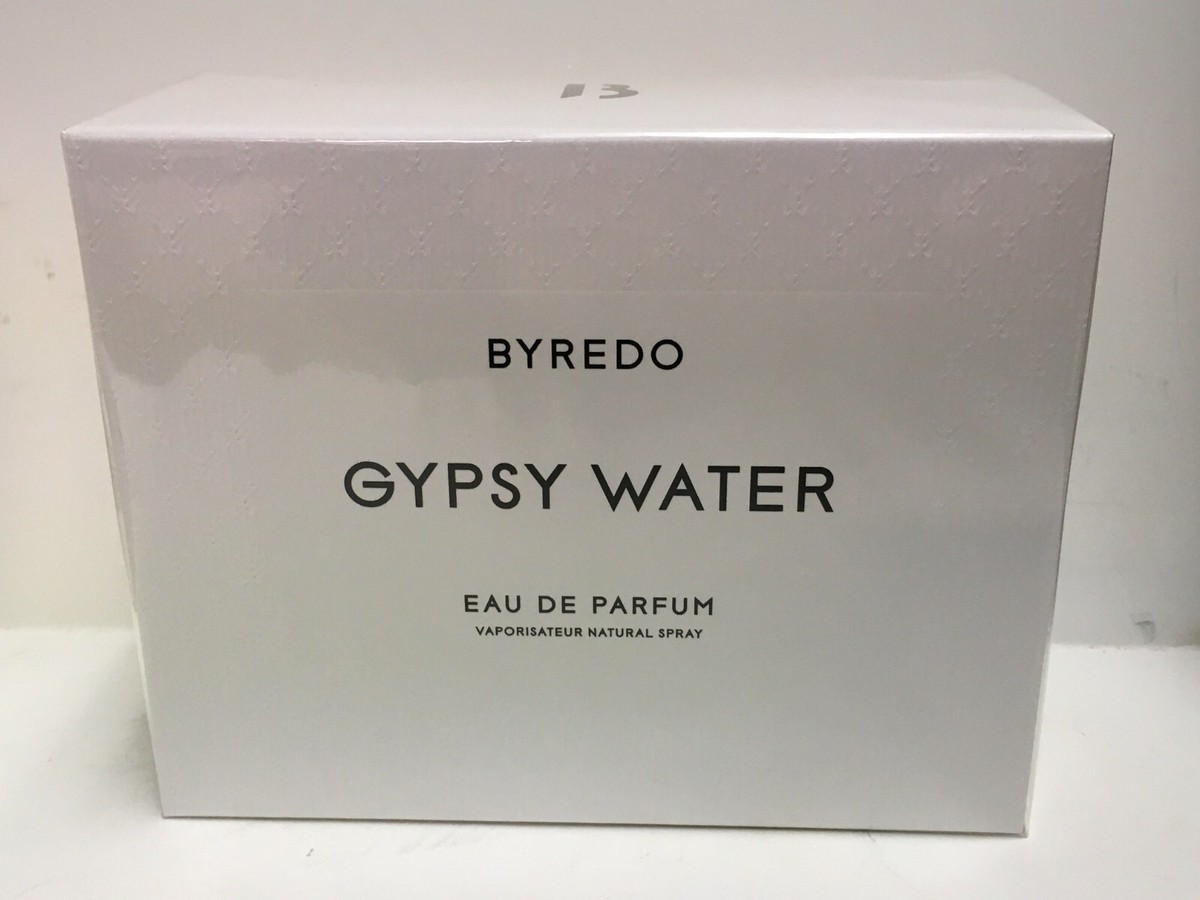 B
BYREDO
GYPSY WATER
EAU DE PARFUM
VAPORISATEUR NATURAL SPRAY